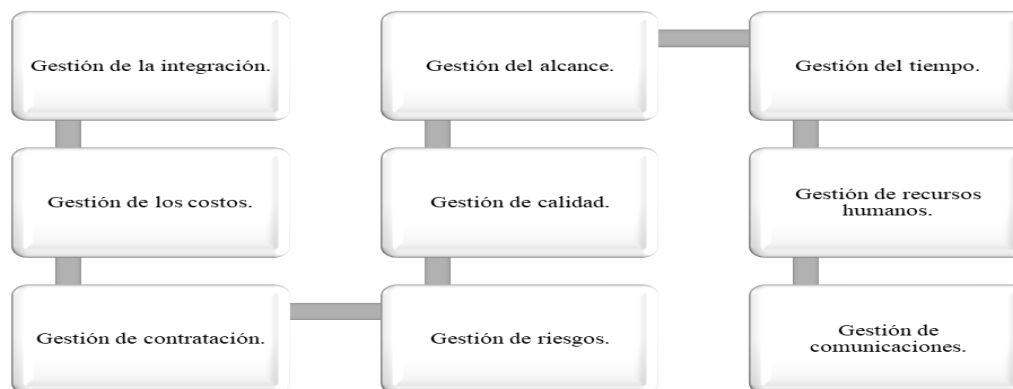 Gestión de la integración.
Gestión de los costos.
Gestión de contratación.
Gestión de riesgos.
Gestión de calidad.
Gestión del alcance.
Gestión del tiempo.
Gestión de recursos
humanos.
Gestión de
comunicaciones.